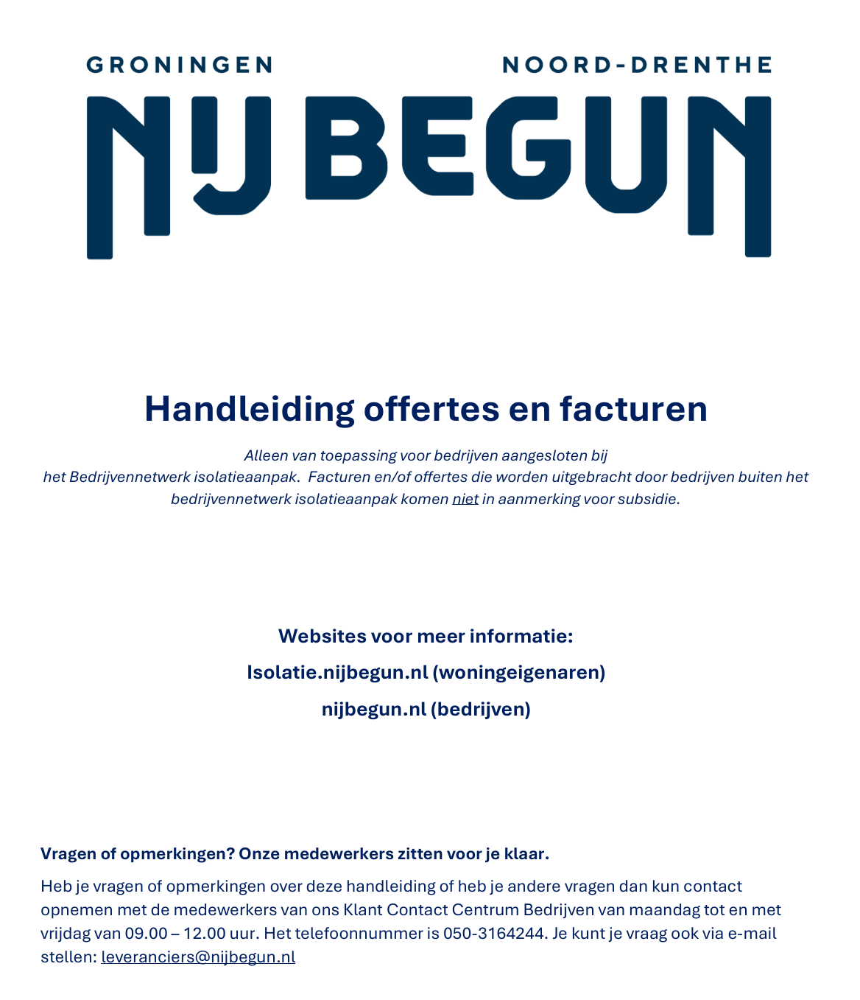 GRONINGEN NOORD-DRENTHE
NIJ BEGUN
Handleiding offertes en facturen
Alleen van toepassing voor bedrijven aangesloten bij
het Bedrijvennetwerk isolatieaanpak.  Facturen en/of offertes die worden uitgebracht door bedrijven buiten het
bedrijvennetwerk isolatieaanpak komen niet in aanmerking voor subsidie.
Websites voor meer informatie:
Isolatie.nijbegun.nl (woningeigenaren)
nijbegun.nl (bedrijven)
Vragen of opmerkingen? Onze medewerkers zitten voor je klaar.
Heb je vragen of opmerkingen over deze handleiding of heb je andere vragen dan kun contact
opnemen met de medewerkers van ons Klant Contact Centrum Bedrijven van maandag tot en met
vrijdag van 09.00 – 12.00 uur. Het telefoonnummer is 050-3164244. Je kunt je vraag ook via e-mail
stellen: leveranciers@nijbegun.nl